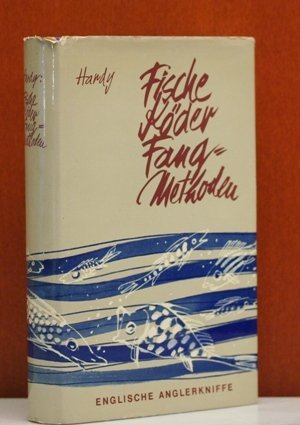 Hardy
Fische
Köder
Fang=
Methoden
ENGLISCHE ANGLERKNIFFE